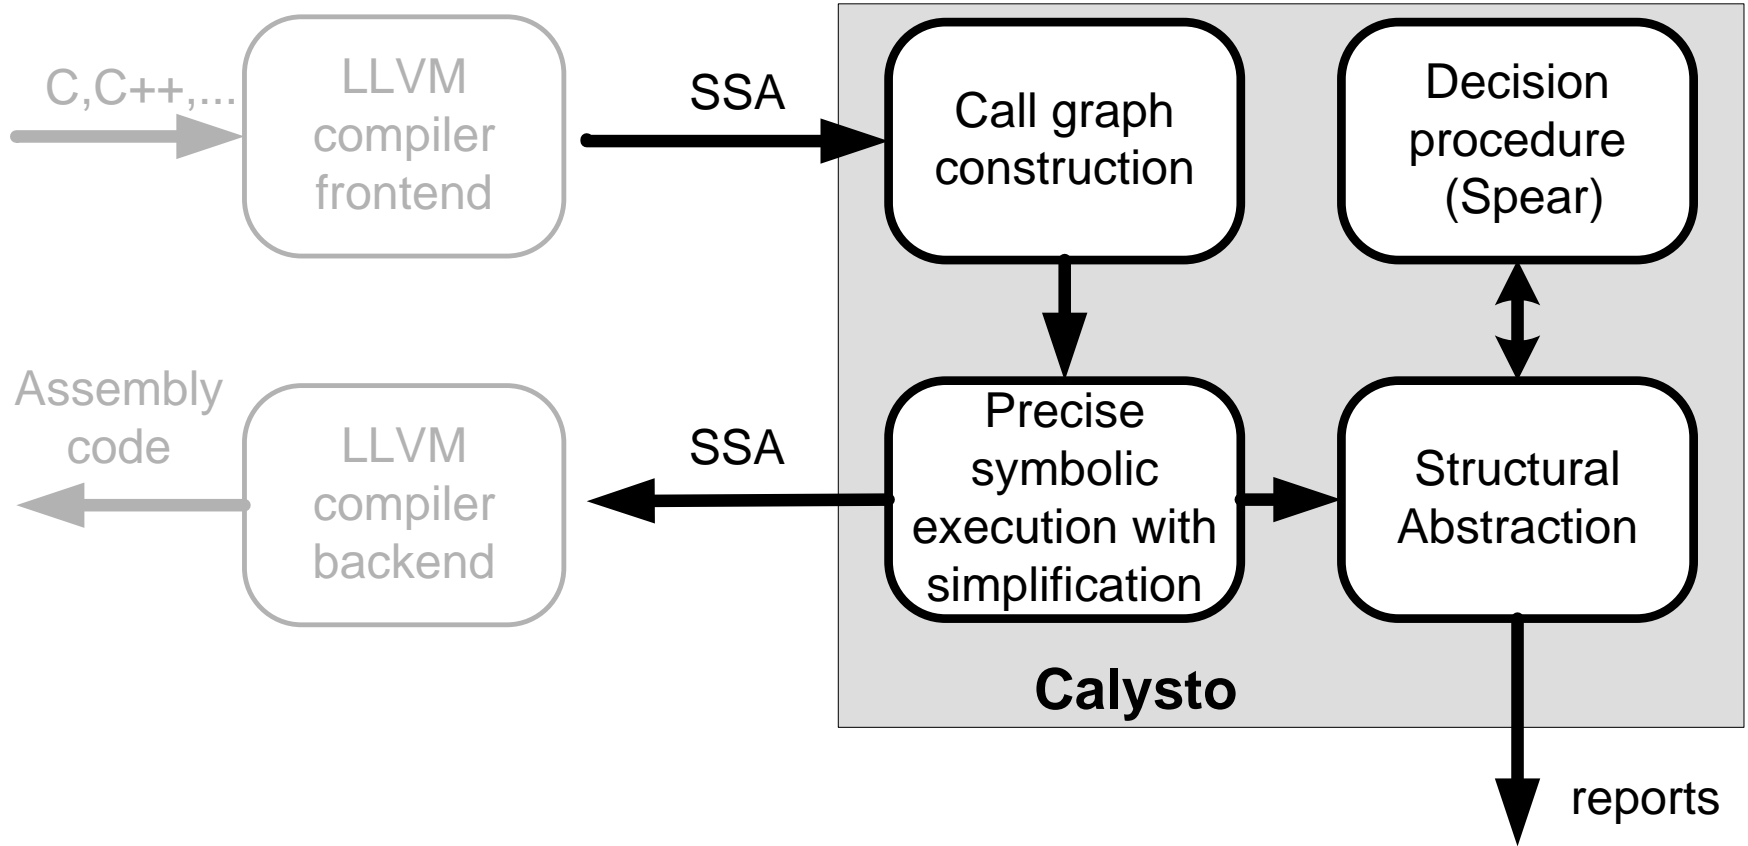 C,C++,...
LLVM
compiler
frontend
SSA
Call graph
construction
Decision
procedure
(Spear)
Assembly
code
LLVM
compiler
backend
SSA
Precise
symbolic
execution with
simplification
Structural
Abstraction
Calysto
reports